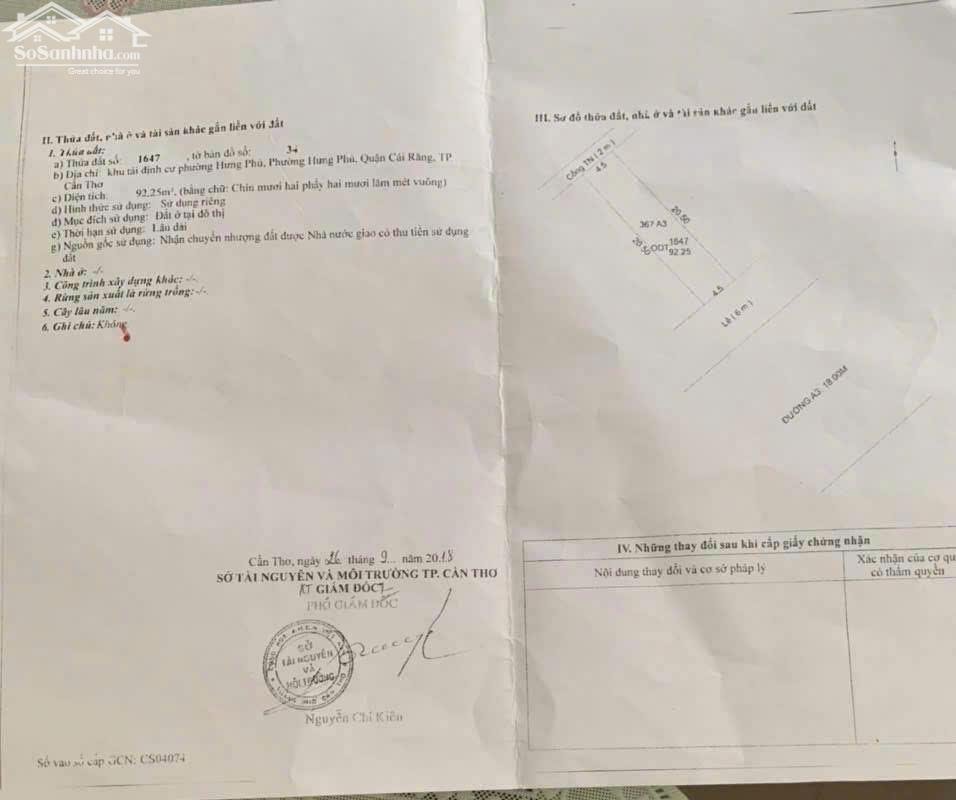 SoSanhnha.com
Great choice for you
II. Thửa đất, nhà ở và tài sản khác gắn liền với đất
1. Thửa đất:
a) Thửa đất số: 1647 , tờ bản đồ số: 34
b) Địa chỉ: khu tái định cư phường Hưng Phú, Phường Hưng Phú, Quận Cái Răng, TP
Cần Thơ
c) Diện tích: 92.25m², (bằng chữ: Chín mươi hai phẩy hai mươi lăm mét vuông)
d) Hình thức sử dụng: Sử dụng riêng
đ) Mục đích sử dụng: Đất ở tại đô thị
e) Thời hạn sử dụng: Lâu dài
g) Nguồn gốc sử dụng: Nhận chuyển nhượng đất được Nhà nước giao có thu tiền sử dụng
đất
2. Nhà ở: -/-
3. Công trình xây dựng khác: -/-
4. Rừng sản xuất là rừng trồng: -/-
5. Cây lâu năm: -/-
6. Ghi chú: Không
Cần Thơ, ngày 26 tháng 9 năm 2018
SỞ TÀI NGUYÊN VÀ MÔI TRƯỜNG TP. CẦN THƠ
KT GIÁM ĐỐC
PHÓ GIÁM ĐỐC
SỞ
TÀI NGUYÊN
VÀ
MÔI TRƯỜNG
Nguyễn Chí Kiên
Số vào sổ cấp GCN: CS04074
III. Sơ đồ thửa đất, nhà ở và tài sản khác gắn liền với đất
Cống TN ( 2 m )
4.5
20.50
367 A3
ODT
1647
92.25
4.5
Lề ( 6 m )
ĐƯỜNG A3: 18.00M
IV. Những thay đổi sau khi cấp giấy chứng nhận
Nội dung thay đổi và cơ sở pháp lý
Xác nhận của cơ qu
có thẩm quyền